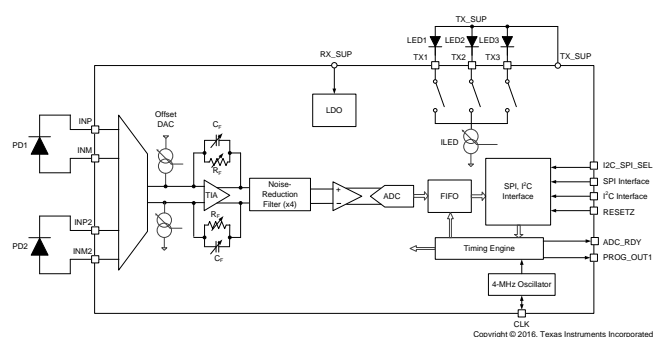 TX_SUP
LED1
LED2
LED3
RX_SUP
TX1
TX2
TX3
TX_SUP
LDO
ILED
INP
PD1
INM
Offset
DAC
CF
RF
TIA
RF
CF
INP2
PD2
INM2
Noise-
Reduction
Filter (x4)
+
−
ADC
FIFO
SPI, I2C
Interface
Timing Engine
4-MHz Oscillator
I2C_SPI_SEL
SPI Interface
I2C Interface
RESETZ
ADC_RDY
PROG_OUT1
CLK
Copyright © 2016, Texas Instruments Incorporated